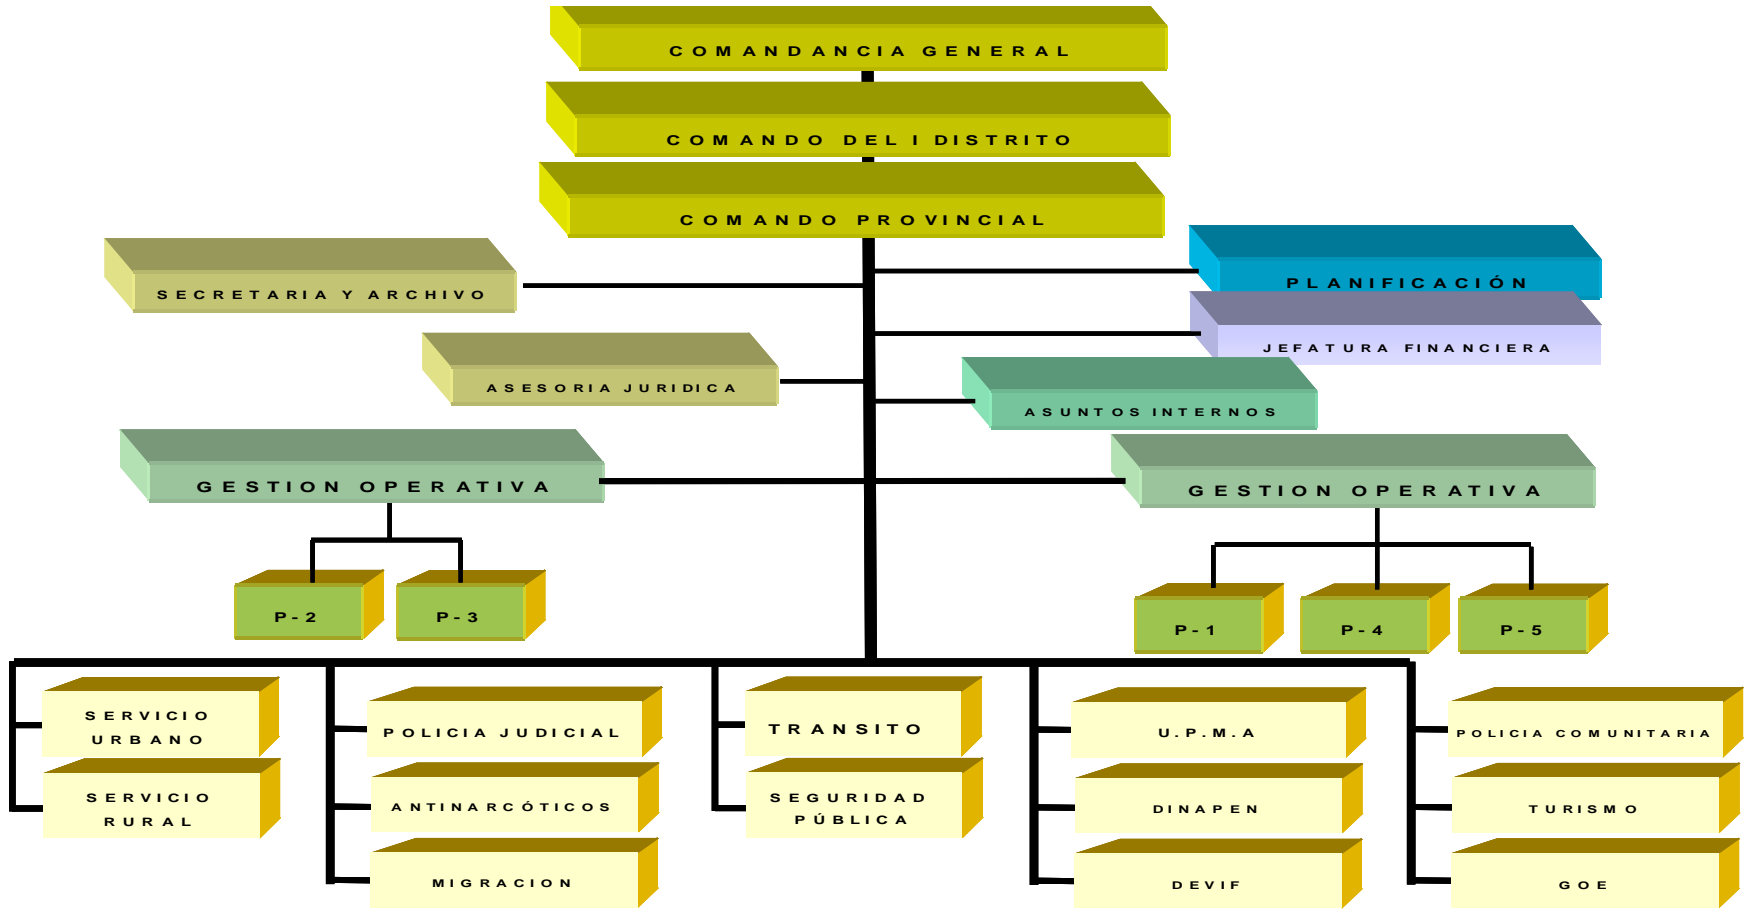 COMANDANCIA GENERAL
COMANDO DEL I DISTRITO
COMANDO PROVINCIAL
SECRETARIA Y ARCHIVO
PLANIFICACIÓN
JEFATURA FINANCIERA
ASESORIA JURIDICA
ASUNTOS INTERNOS
GESTION OPERATIVA
GESTION OPERATIVA
P-2
P-3
P-1
P-4
P-5
SERVICIO
URBANO
SERVICIO
RURAL
POLICIA JUDICIAL
ANTINARCÓTICOS
MIGRACION
TRANSITO
SEGURIDAD
PÚBLICA
U.P.M.A
DINAPEN
DEVIF
POLICIA COMUNITARIA
TURISMO
GOE